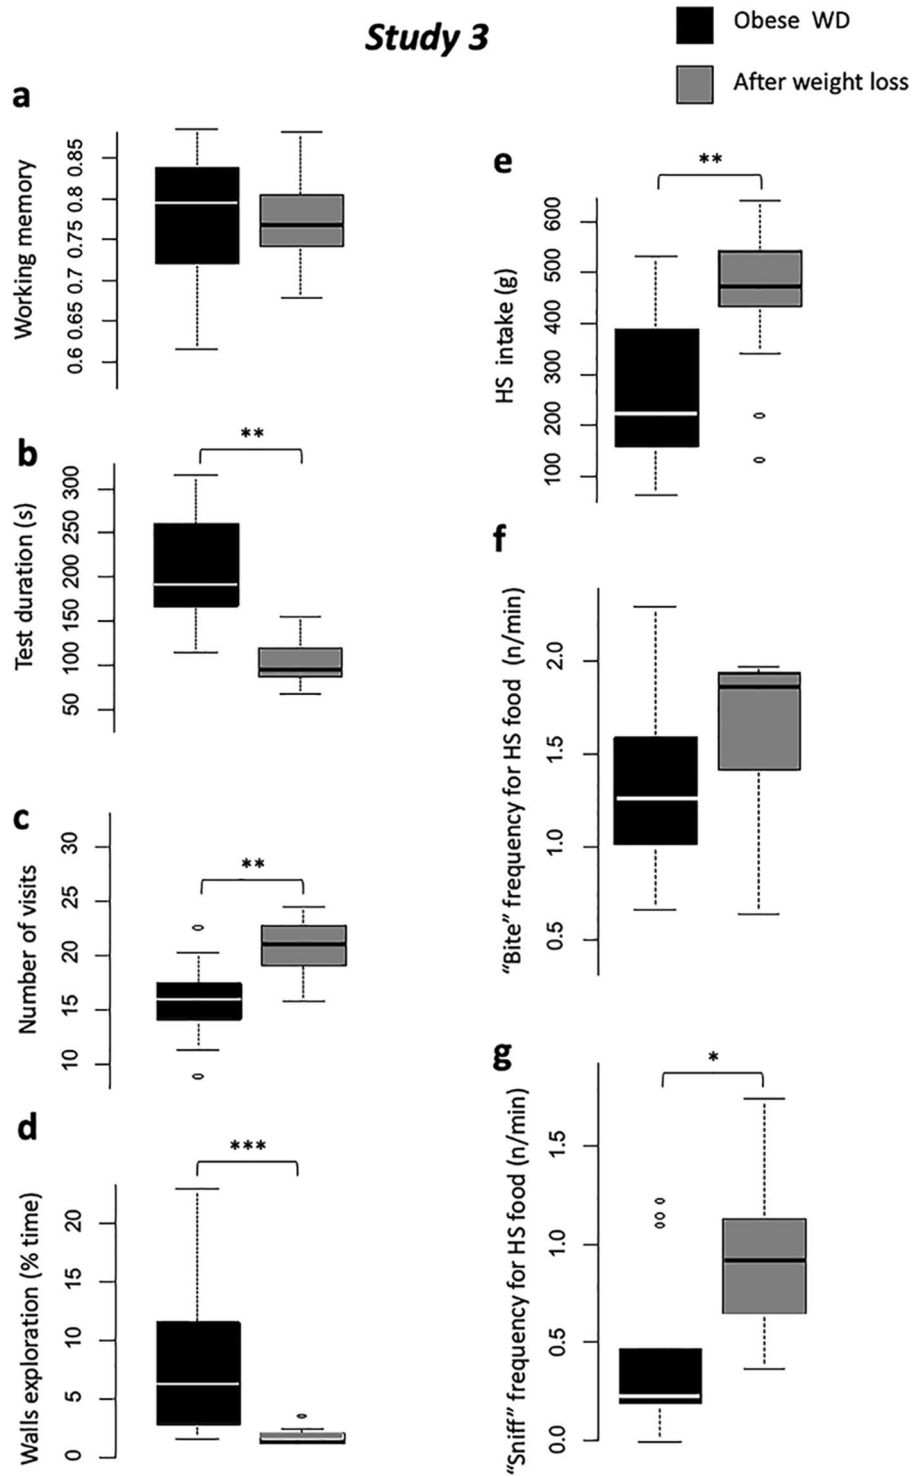 Study 3
Obese WD
After weight loss
a
Working memory
0.6 0.65 0.7 0.75 0.8 0.85
b
**
Test duration (s)
50 100 150 200 250 300
c
**
Number of visits
10 15 20 25 30
d
***
Walls exploration (% time)
0 5 10 15 20
e
**
HS intake (g)
100 200 300 400 500 600
f
“Bite” frequency for HS food (n/min)
0.5 1.0 1.5 2.0
g
*
“Sniff” frequency for HS food (n/min)
0.0 0.5 1.0 1.5